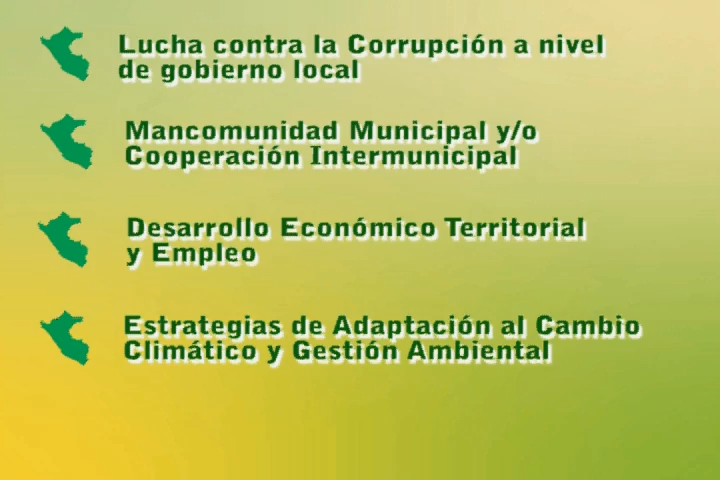 Lucha contra la Corrupción a nivel
de gobierno local
Mancomunidad Municipal y/o
Cooperación Intermunicipal
Desarrollo Económico Territorial
y Empleo
Estrategias de Adaptación al Cambio
Climático y Gestión Ambiental